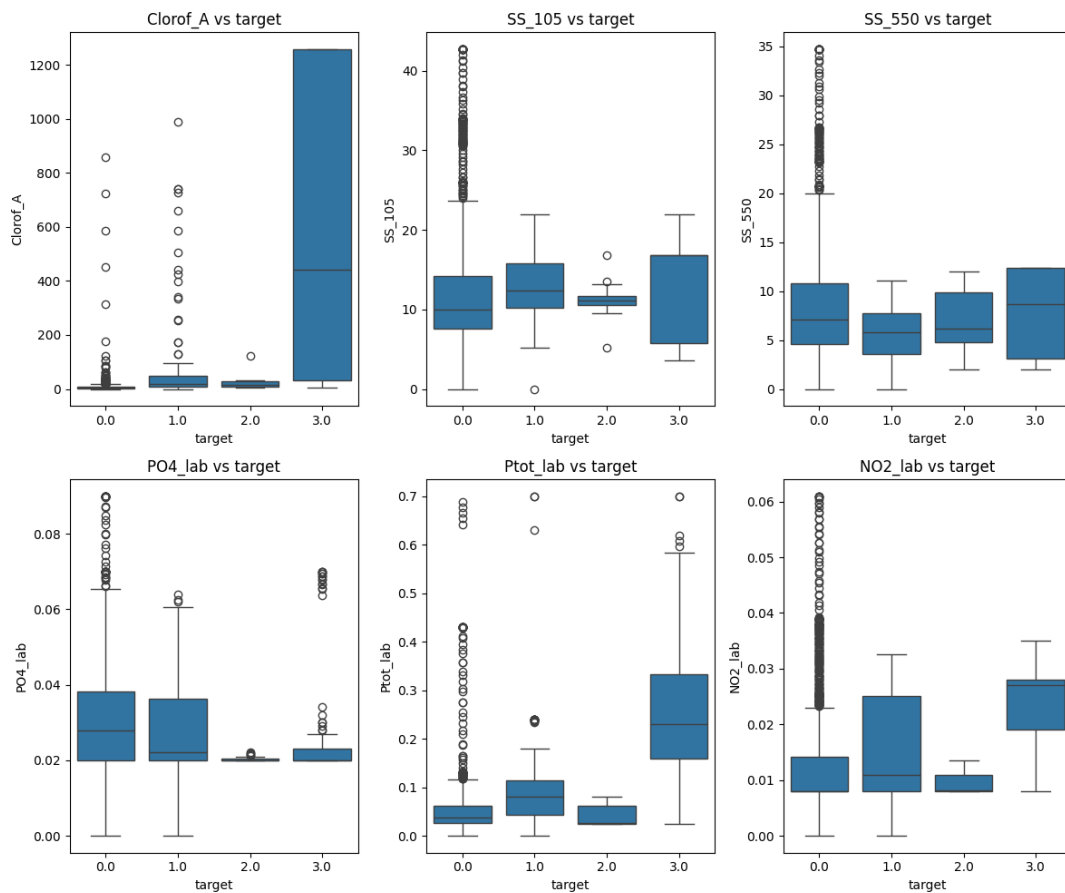 Clorof_A vs target
Clorof_A
1200
1000
800
600
400
200
0
0.0 1.0 2.0 3.0
target
SS_105 vs target
SS_105
40
30
20
10
0
0.0 1.0 2.0 3.0
target
SS_550 vs target
SS_550
35
30
25
20
15
10
5
0
0.0 1.0 2.0 3.0
target
PO4_lab vs target
PO4_lab
0.08
0.06
0.04
0.02
0.00
0.0 1.0 2.0 3.0
target
Ptot_lab vs target
Ptot_lab
0.7
0.6
0.5
0.4
0.3
0.2
0.1
0.0
0.0 1.0 2.0 3.0
target
NO2_lab vs target
NO2_lab
0.06
0.05
0.04
0.03
0.02
0.01
0.00
0.0 1.0 2.0 3.0
target